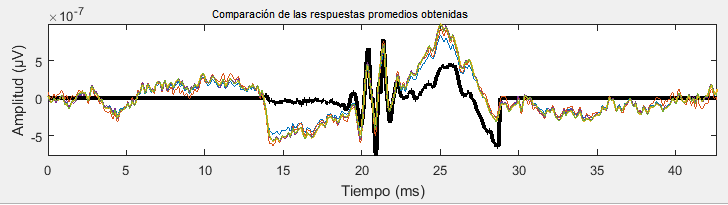 Comparación de las respuestas promedios obtenidas
×10⁻⁷
Amplitud (μV)
5
0
-5
0 5 10 15 20 25 30 35 40
Tiempo (ms)